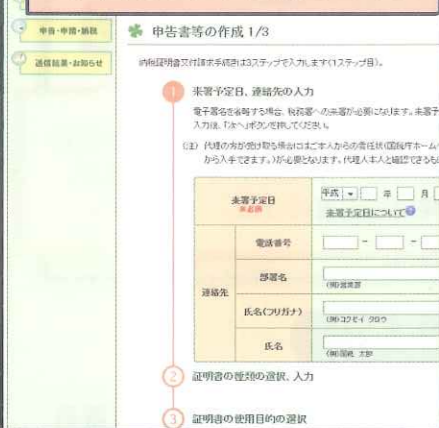 申告・申請・納税
送信結果・お知らせ
申告書等の作成 1/3
納税証明書交付請求手続きは3ステップで入力します(1ステップ目)。
1 来署予定日、連絡先の入力
電子署名を省略する場合、税務署への来署が必要になります。来署予
入力後、「次へ」ボタンを押してください。
(注) 代理の方が受け取る場合にはご本人からの委任状(国税庁ホーム
から入手できます。)が必要となります。代理人本人と確認できるも
来署予定日
※必須
平成 年 月
来署予定日について
連絡先
電話番号
- -
部署名
(例)営業部
氏名(フリガナ)
(例)コクゼイ タロウ
氏名
(例)国税 太郎
2 証明書の種類の選択、入力
3 証明書の使用目的の選択